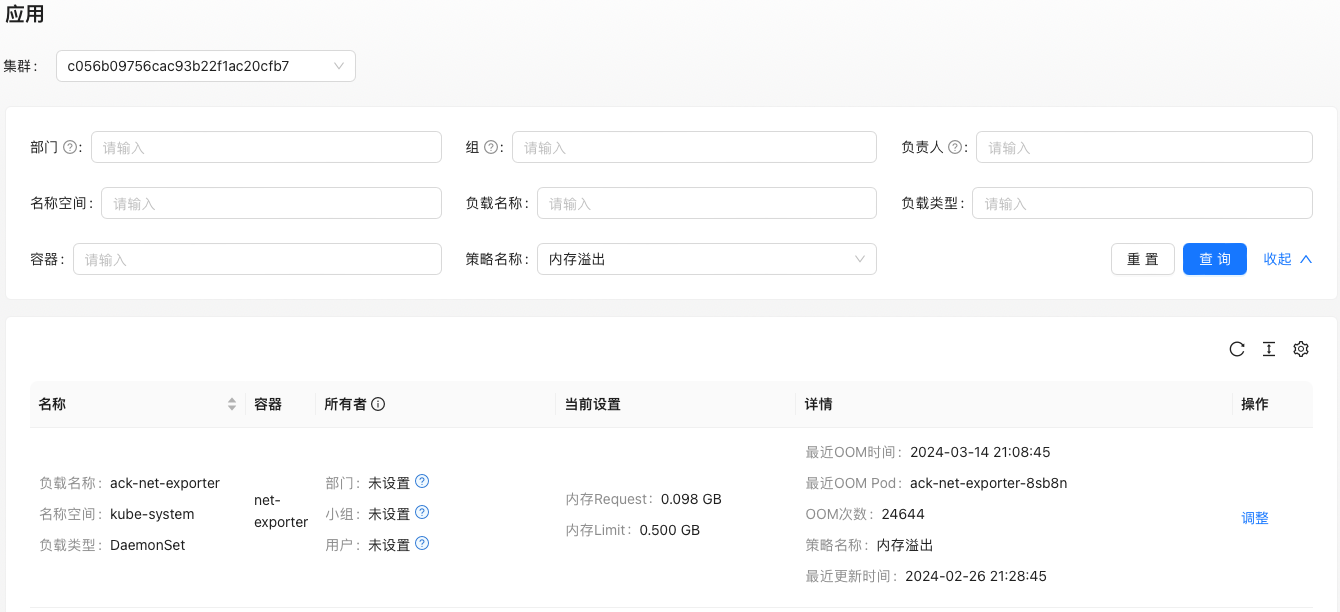 应用
集群： c056b09756cac93b22f1ac20cfb7
部门 ?： 请输入 组 ?： 请输入 负责人 ?： 请输入
名称空间： 请输入 负载名称： 请输入 负载类型： 请输入
容器： 请输入 策略名称： 内存溢出 重 置 查 询 收起
名称 容器 所有者 当前设置 详情 操作
负载名称： ack-net-exporter
名称空间： kube-system
负载类型： DaemonSet
net-
exporter
部门： 未设置 ?
小组： 未设置 ?
用户： 未设置 ?
内存Request： 0.098 GB
内存Limit： 0.500 GB
最近OOM时间： 2024-03-14 21:08:45
最近OOM Pod： ack-net-exporter-8sb8n
OOM次数： 24644
策略名称： 内存溢出
最近更新时间： 2024-02-26 21:28:45
调整